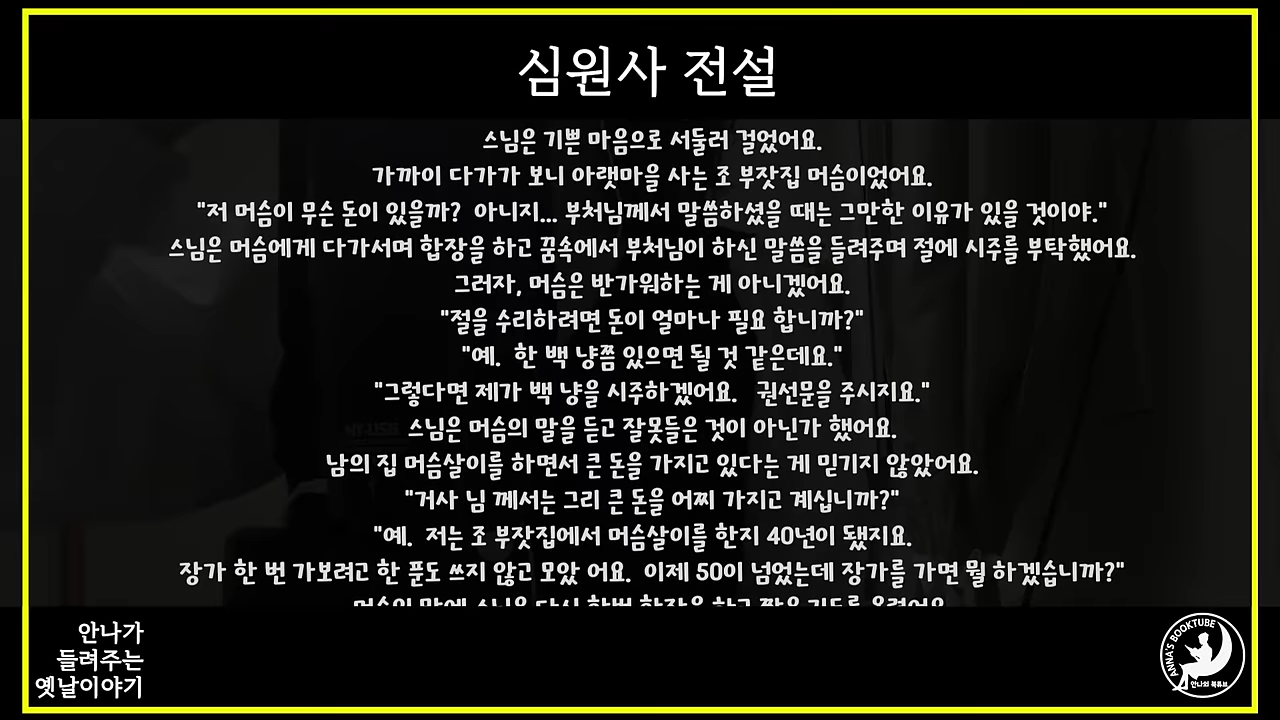 심원사 전설
스님은 기쁜 마음으로 서둘러 걸었어요.
가까이 다가가 보니 아랫마을 사는 조 부잣집 머슴이었어요.
"저 머슴이 무슨 돈이 있을까?  아니지... 부처님께서 말씀하셨을 때는 그만한 이유가 있을 것이야."
스님은 머슴에게 다가서며 합장을 하고 꿈속에서 부처님이 하신 말씀을 들려주며 절에 시주를 부탁했어요.
그러자, 머슴은 반가워하는 게 아니겠어요.
"절을 수리하려면 돈이 얼마나 필요 합니까?"
"예.  한 백 냥쯤 있으면 될 것 같은데요."
"그렇다면 제가 백 냥을 시주하겠어요.   권선문을 주시지요."
스님은 머슴의 말을 듣고 잘못들은 것이 아닌가 했어요.
남의 집 머슴살이를 하면서 큰 돈을 가지고 있다는 게 믿기지 않았어요.
"거사 님 께서는 그리 큰 돈을 어찌 가지고 계십니까?"
"예.  저는 조 부잣집에서 머슴살이를 한지 40년이 됐지요.
장가 한 번 가보려고 한 푼도 쓰지 않고 모았 어요.  이제 50이 넘었는데 장가를 가면 뭘 하겠습니까?"
안나가
들려주는
옛날이야기
ANNA'S BOOKTUBE
안나의 북튜브